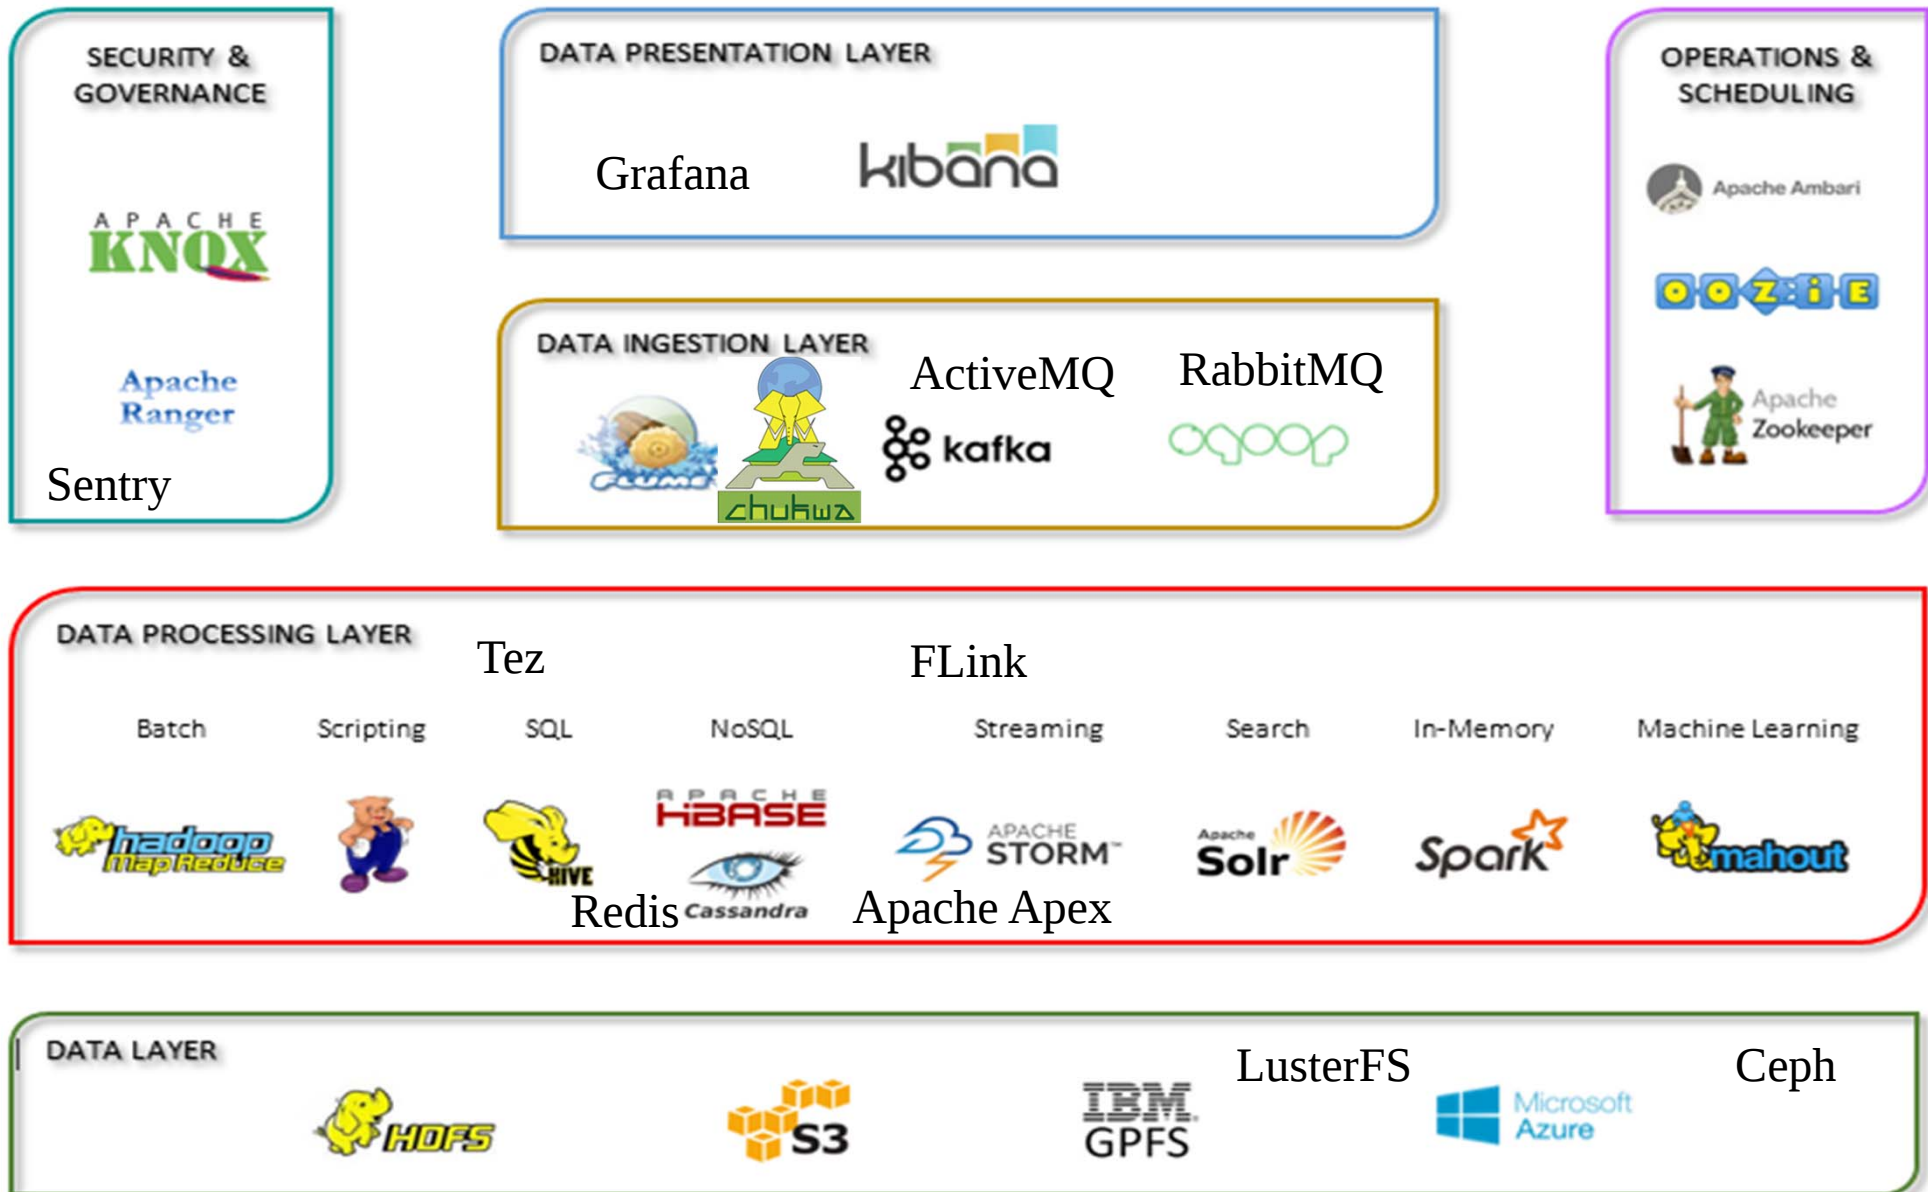 SECURITY &
GOVERNANCE
APACHE
KNOX
Apache
Ranger
Sentry
DATA PRESENTATION LAYER
Grafana
kibana
OPERATIONS &
SCHEDULING
Apache Ambari
OOZiE
Apache
Zookeeper
DATA INGESTION LAYER
ActiveMQ
RabbitMQ
FLUME
chukwa
kafka
sqoop
DATA PROCESSING LAYER
Tez
FLink
Batch
Scripting
SQL
NoSQL
Streaming
Search
In-Memory
Machine Learning
hadoop
Map Reduce
HIVE
APACHE
HBASE
Redis
Cassandra
APACHE
STORM™
Apache Apex
Apache
Solr
Spark
mahout
DATA LAYER
HDFS
S3
IBM
GPFS
LusterFS
Microsoft
Azure
Ceph